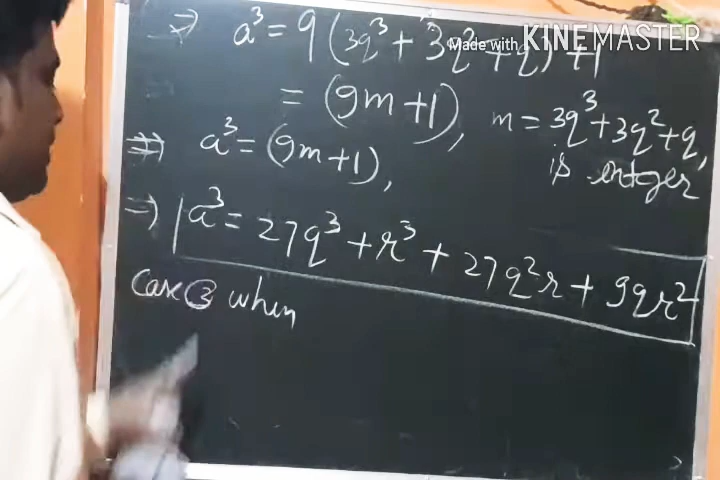 ⇒ a³ = 9 (3q³ + 3q² + q) + 1
Made with KINEMASTER
= (9m + 1), m = 3q³ + 3q² + q,
is integer
⇒ a³ = (9m + 1),
⇒ a³ = 27q³ + r³ + 27q²r + 9qr²
Case ③ when